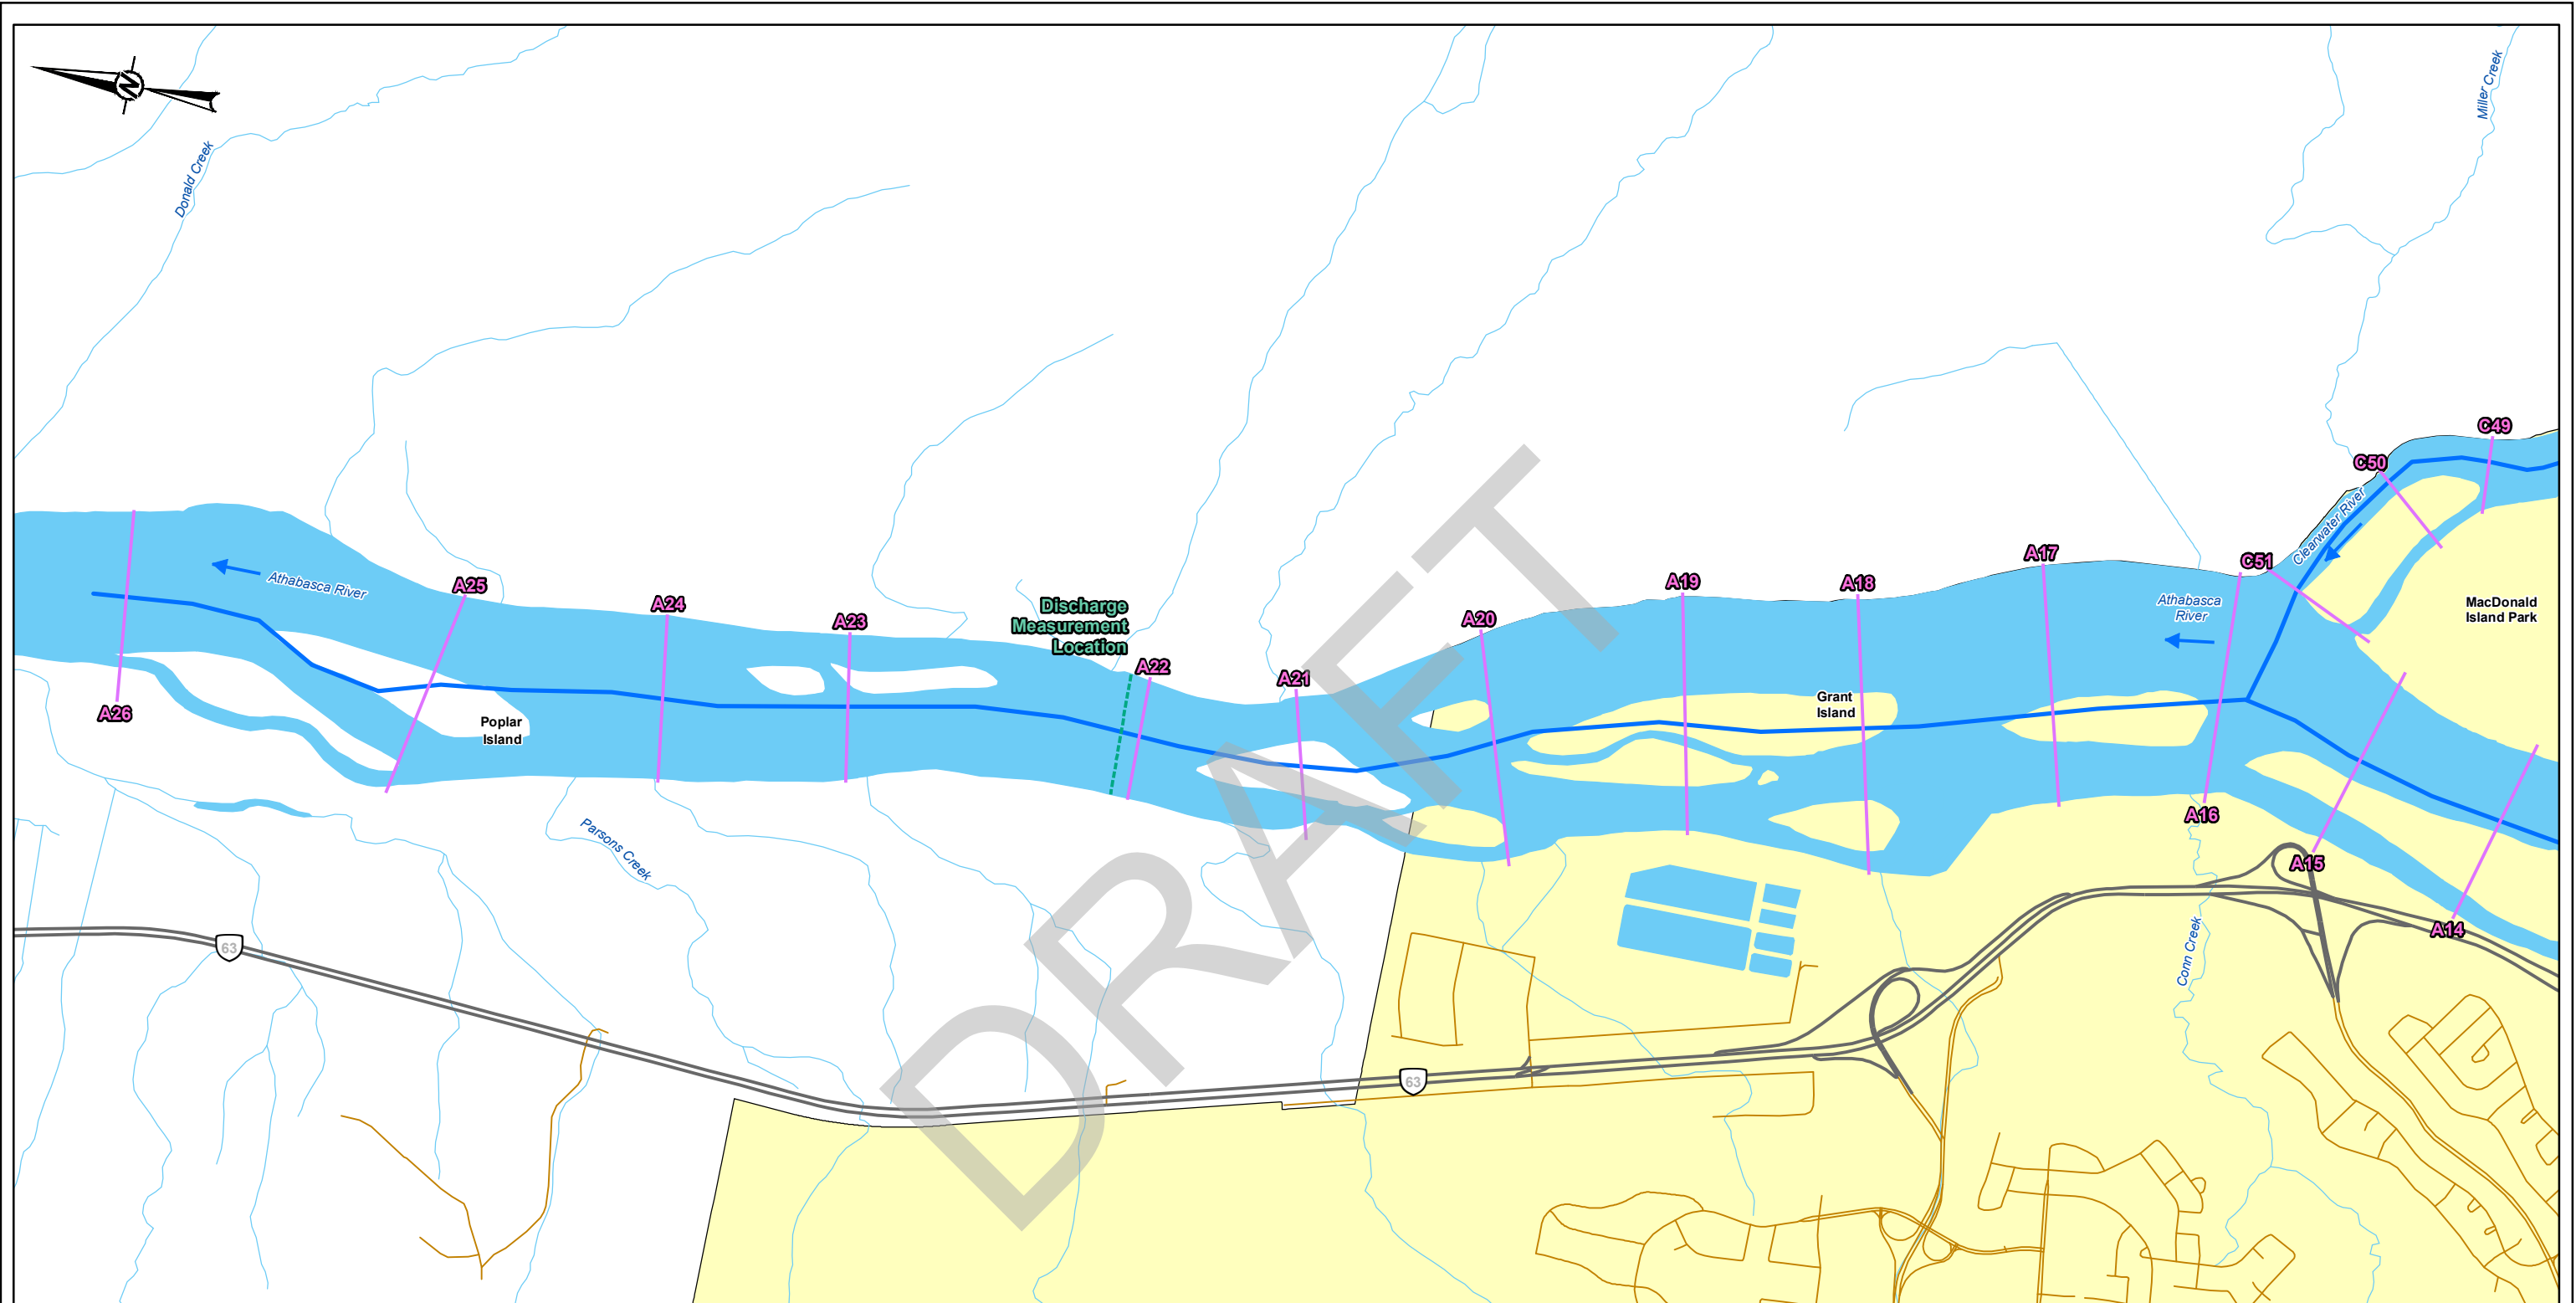 N
Donald Creek
Miller Creek
C49
C50
Clearwater River
C51
A17
A18
A19
A20
A21
A22
A23
A24
A25
A26
Athabasca River
Athabasca
River
MacDonald
Island Park
Discharge
Measurement
Location
Grant
Island
Poplar
Island
Parsons Creek
A16
A15
A14
Conn Creek
63
63
DRAFT